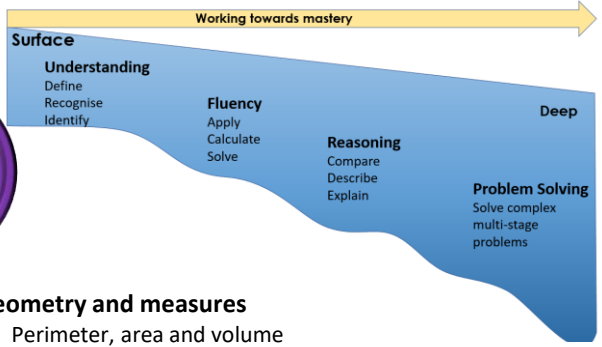 Working towards mastery
Surface
Understanding
Define
Recognise
Identify
Fluency
Apply
Calculate
Solve
Reasoning
Compare
Describe
Explain
Deep
Problem Solving
Solve complex
multi-stage
problems
eometry and measures
Perimeter, area and volume